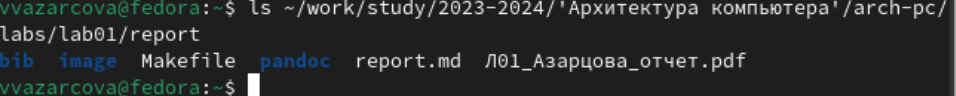 vvazarcova@fedora:~$ ls ~/work/study/2023-2024/'Архитектура компьютера'/arch-pc/
labs/lab01/report
bib image Makefile pandoc report.md Л01_Азарцова_отчет.pdf
vvazarcova@fedora:~$